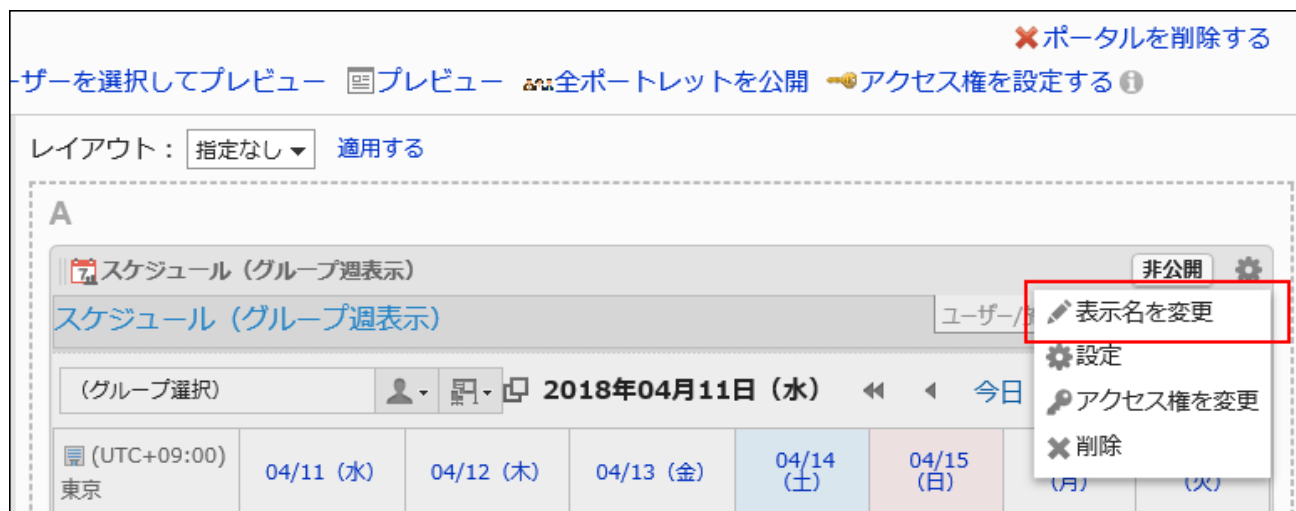 ポータルを削除する
ーザーを選択してプレビュー プレビュー 全ポートレットを公開 アクセス権を設定する
レイアウト： 指定なし 適用する
A
スケジュール（グループ週表示） 非公開
スケジュール（グループ週表示） ユーザー/
表示名を変更
設定
アクセス権を変更
削除
（グループ選択） 2018年04月11日（水） 今日
(UTC+09:00)
東京
04/11（水） 04/12（木） 04/13（金）
04/14
（土）
04/15
（日）
（月）
（火）